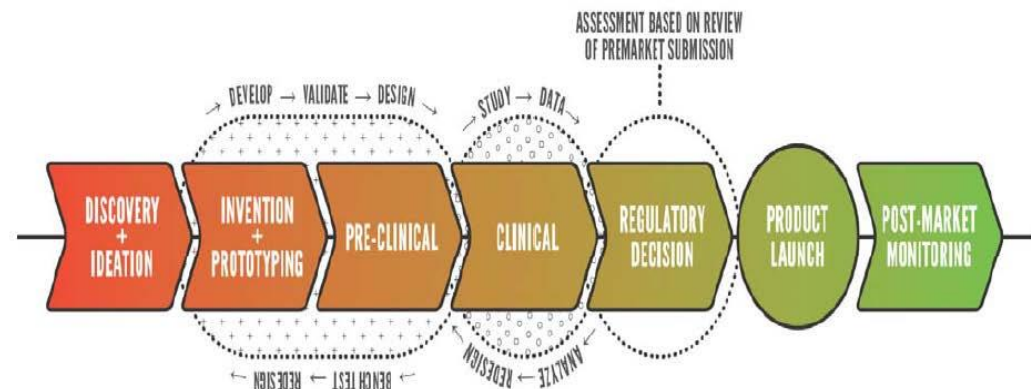 ASSESSMENT BASED ON REVIEW
OF PREMARKET SUBMISSION
→ DEVELOP → VALIDATE → DESIGN →
→ STUDY → DATA →
DISCOVERY
+
IDEATION
INVENTION
+
PROTOTYPING
PRE-CLINICAL
CLINICAL
REGULATORY
DECISION
PRODUCT
LAUNCH
POST-MARKET
MONITORING
← BENCH TEST ← REDESIGN ←
← ANALYZE ← REDESIGN ←